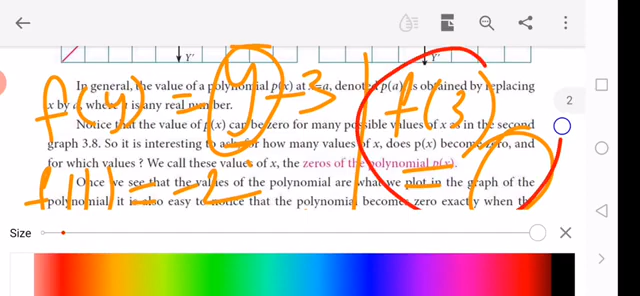 Y'
Y'
In general, the value of a polynomial p(x) at x=a, denoted p(a), is obtained by replacing
x by a, where a is any real number.
Notice that the value of p(x) can be zero for many possible values of x as in the second
graph 3.8. So it is interesting to ask for how many values of x, does p(x) become zero, and
for which values ? We call these values of x, the zeros of the polynomial p(x).
Once we see that the values of the polynomial are what we plot in the graph of the
polynomial, it is also easy to notice that the polynomial becomes zero exactly when the
f(y) = y - 3
f(1) = -2
f(3)
= 0
2
Size